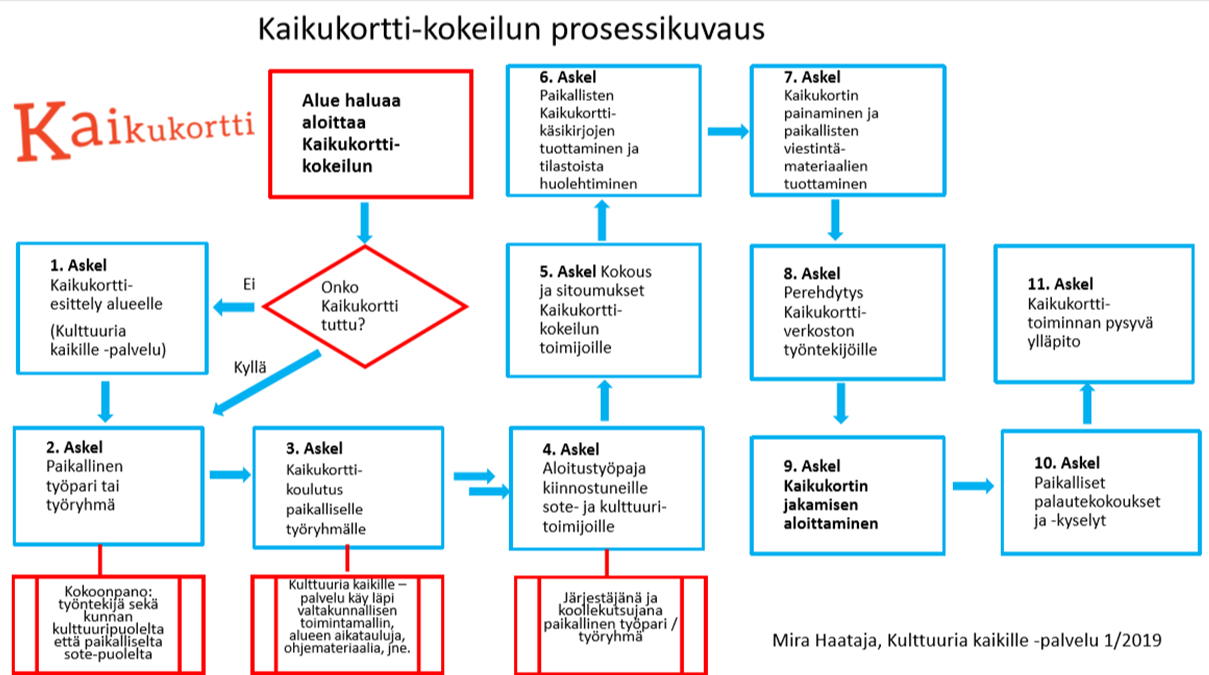 Kaikukortti-kokeilun prosessikuvaus
Kaikukortti
Alue haluaa
aloittaa
Kaikukortti-
kokeilun
Onko
Kaikukortti
tuttu?
Ei
Kyllä
1. Askel
Kaikukortti-
esittely alueelle
(Kulttuuria
kaikille -palvelu)
2. Askel
Paikallinen
työpari tai
työryhmä
Kokoonpano:
työntekijä sekä
kunnan
kulttuuripuolelta
että paikalliselta
sote-puolelta
3. Askel
Kaikukortti-
koulutus
paikalliselle
työryhmälle
Kulttuuria kaikille –
palvelu käy läpi
valtakunnallisen
toimintamallin,
alueen aikatauluja,
ohjemateriaalia, jne.
4. Askel
Aloitustyöpaja
kiinnostuneille
sote- ja kulttuuri-
toimijoille
Järjestäjänä ja
koollekutsujana
paikallinen työpari /
työryhmä
5. Askel Kokous
ja sitoumukset
Kaikukortti-
kokeilun
toimijoille
6. Askel
Paikallisten
Kaikukortti-
käsikirjojen
tuottaminen ja
tilastoista
huolehtiminen
7. Askel
Kaikukortin
painaminen ja
paikallisten
viestintä-
materiaalien
tuottaminen
8. Askel
Perehdytys
Kaikukortti-
verkoston
työntekijöille
9. Askel
Kaikukortin
jakamisen
aloittaminen
10. Askel
Paikalliset
palautekokoukset
ja -kyselyt
11. Askel
Kaikukortti-
toiminnan pysyvä
ylläpito
Mira Haataja, Kulttuuria kaikille -palvelu 1/2019